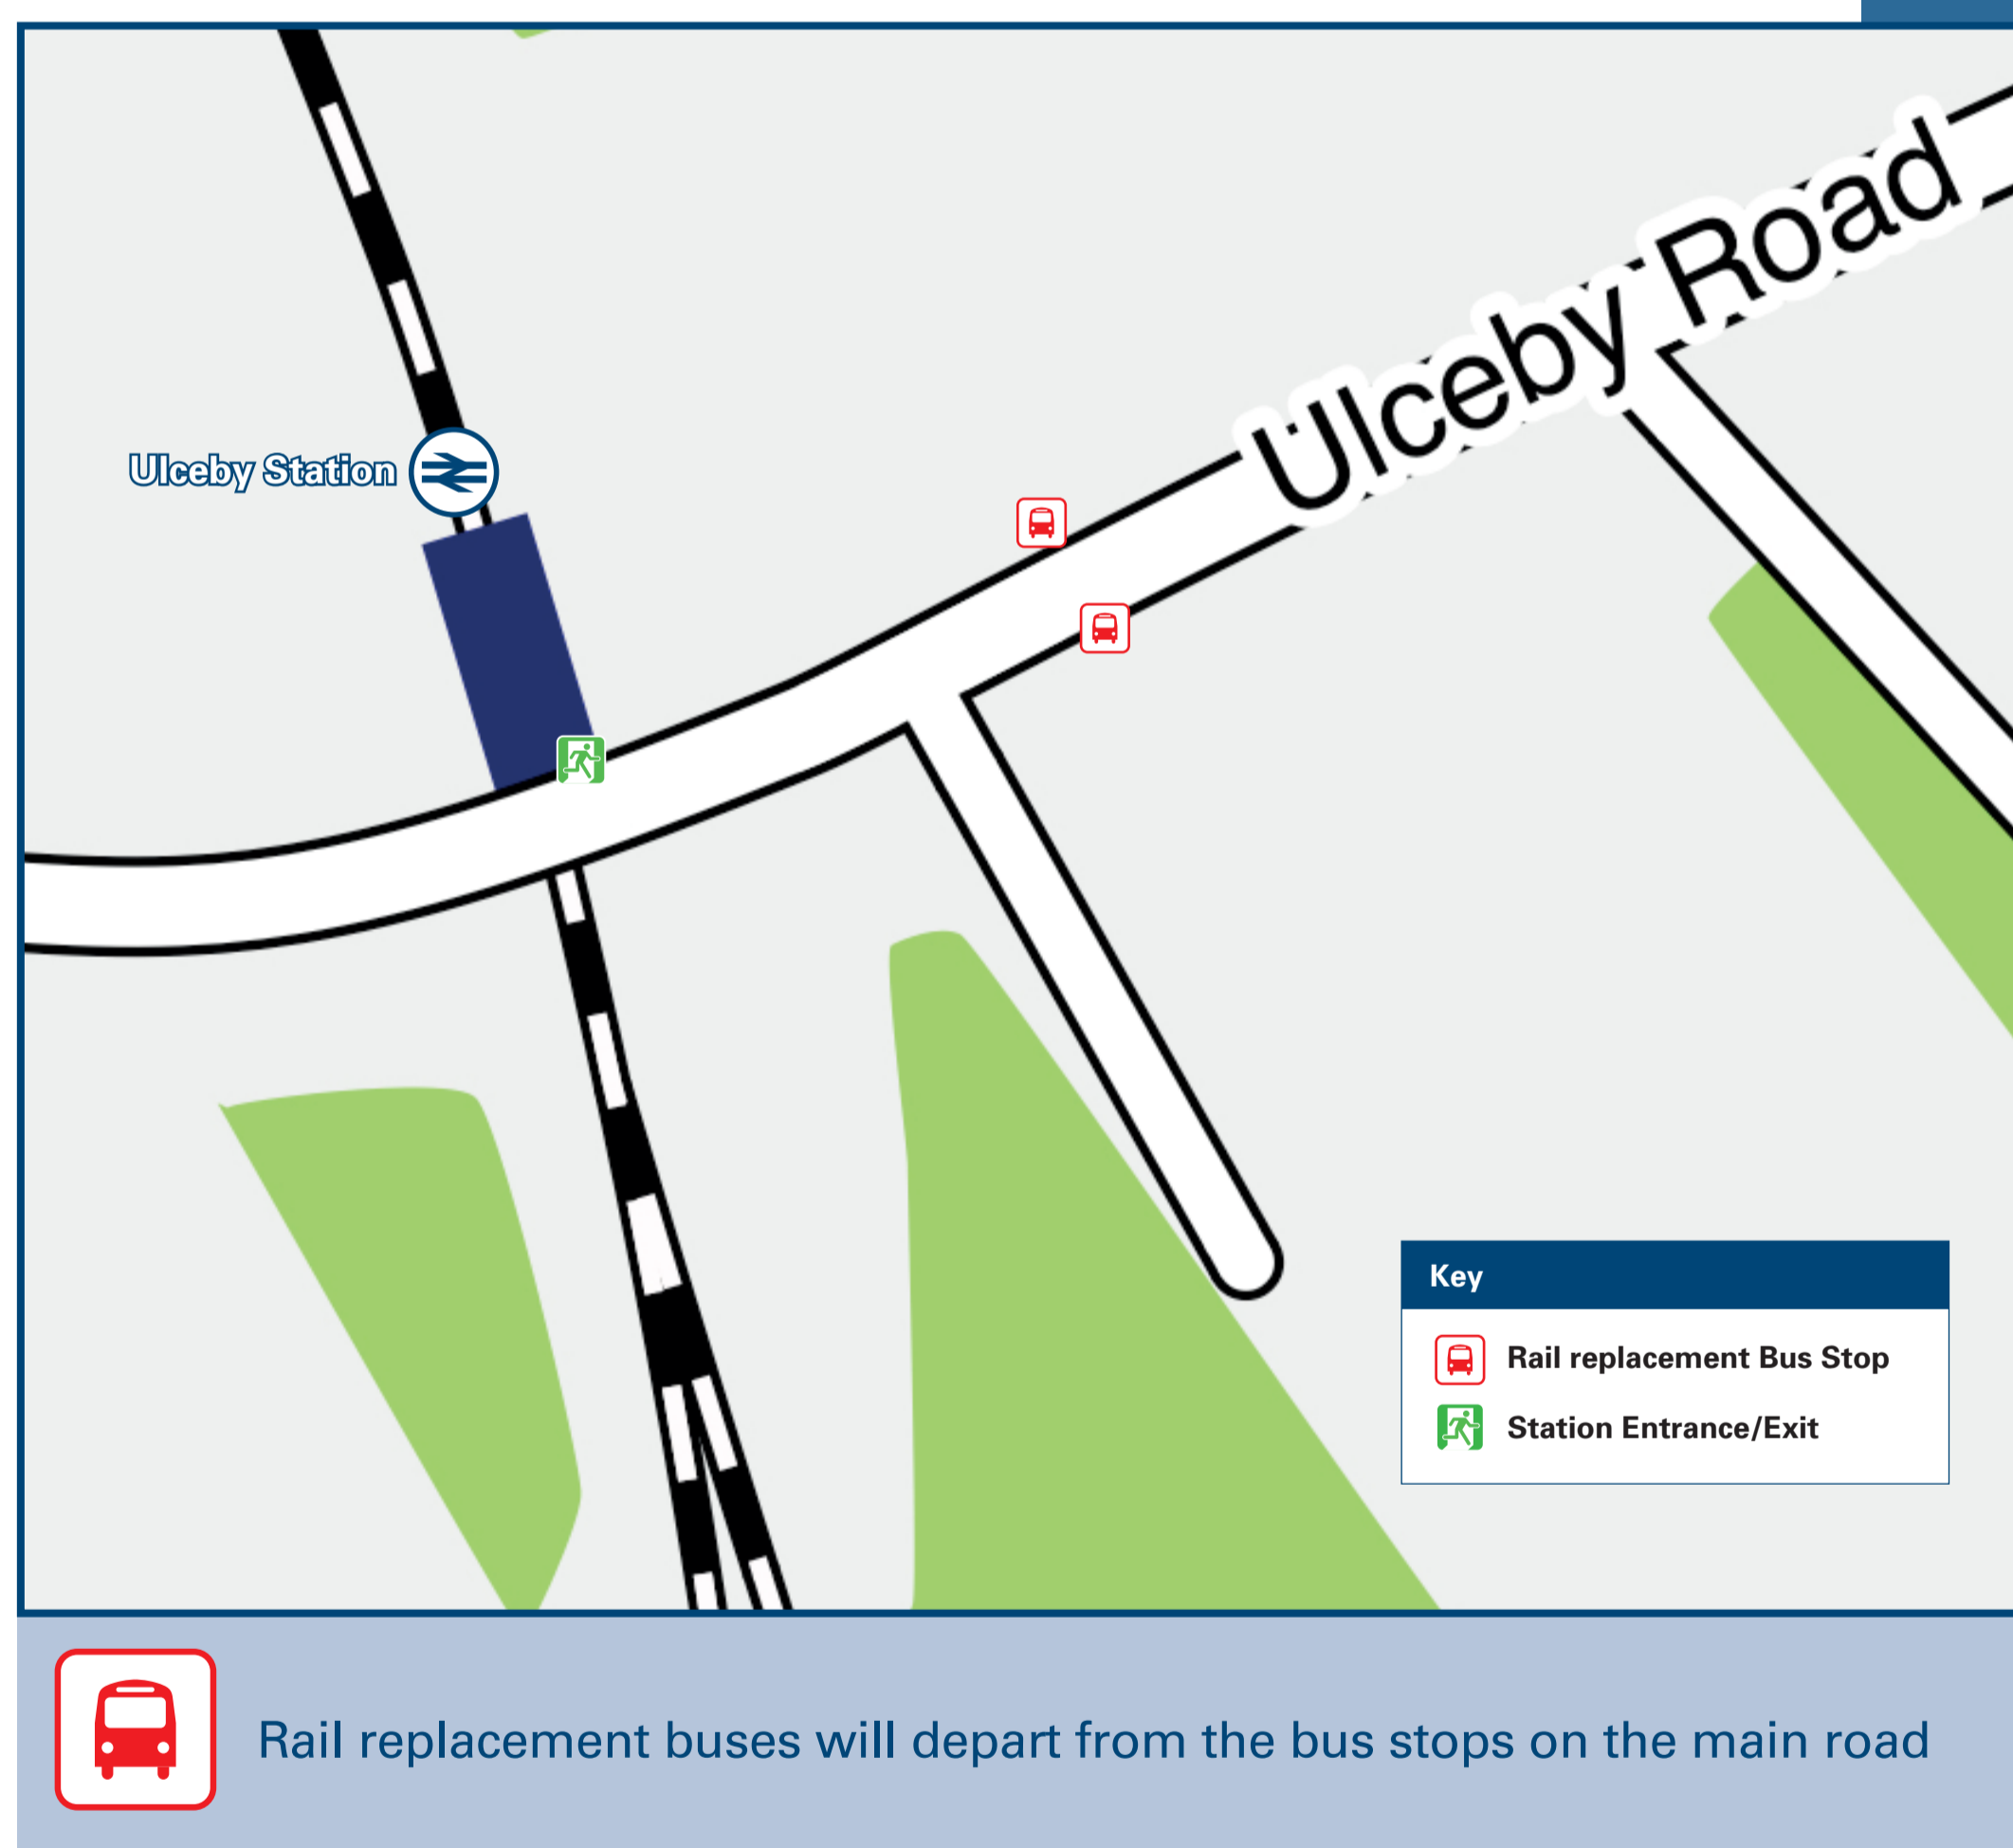 Ulceby Road
Ulceby Station
Key
Rail replacement Bus Stop
Station Entrance/Exit
Rail replacement buses will depart from the bus stops on the main road